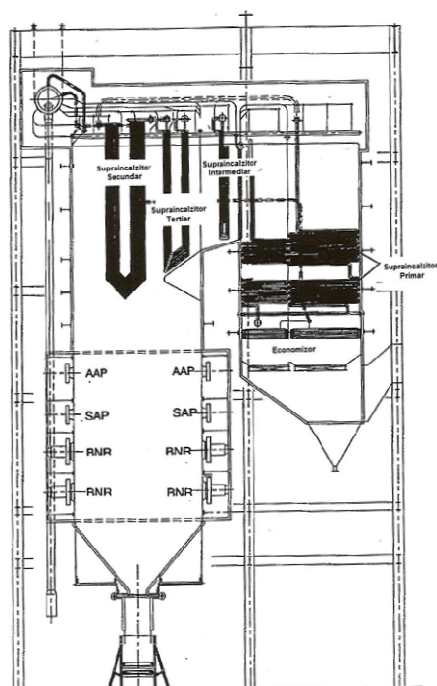 Supraincalzitor
Secundar
Supraincalzitor
Intermediar
Supraincalzitor
Tertiar
Supraincalzitor
Primar
Economizor
AAP AAP
SAP SAP
RNR RNR
RNR RNR